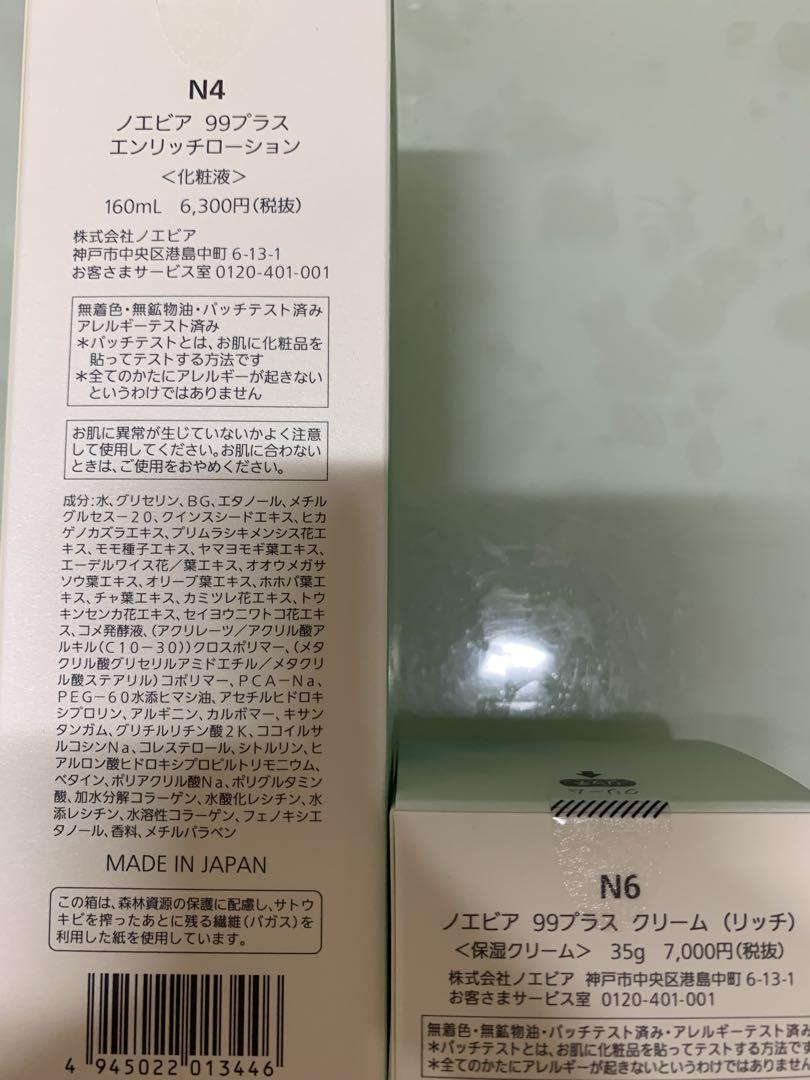 N4
ノエビア 99プラス
エンリッチローション
＜化粧液＞
160mL 6,300円(税抜)
株式会社ノエビア
神戸市中央区港島中町 6-13-1
お客さまサービス室 0120-401-001
無着色・無鉱物油・パッチテスト済み
アレルギーテスト済み
＊パッチテストとは、お肌に化粧品を
貼ってテストする方法です
＊全てのかたにアレルギーが起きない
というわけではありません
お肌に異常が生じていないかよく注意
して使用してください。お肌に合わない
ときは、ご使用をおやめください。
成分：水、グリセリン、BG、エタノール、メチル
グルセス－20、クインスシードエキス、ヒカ
ゲノカズラエキス、プリムラシキメンシス花エ
キス、モモ種子エキス、ヤマヨモギ葉エキス、
エーデルワイス花／葉エキス、オオウメガサ
ソウ葉エキス、オリーブ葉エキス、ホホバ葉エ
キス、チャ葉エキス、カミツレ花エキス、トウ
キンセンカ花エキス、セイヨウニワトコ花エキ
ス、コメ発酵液、(アクリレーツ／アクリル酸ア
ルキル(C10－30))クロスポリマー、(メタ
クリル酸グリセリルアミドエチル／メタクリ
ル酸ステアリル)コポリマー、PCA－Na、
PEG－60水添ヒマシ油、アセチルヒドロキ
シプロリン、アルギニン、カルボマー、キサン
タンガム、グリチルリチン酸2K、ココイルサ
ルコシンNa、コレステロール、シトルリン、ヒ
アルロン酸ヒドロキシプロピルトリモニウム、
ベタイン、ポリアクリル酸Na、ポリグルタミン
酸、加水分解コラーゲン、水酸化レシチン、水
添レシチン、水溶性コラーゲン、フェノキシエ
タノール、香料、メチルパラベン
MADE IN JAPAN
この箱は、森林資源の保護に配慮し、サトウ
キビを搾ったあとに残る繊維(バガス)を
利用した紙を使用しています。
4 945022 013446
クリーム
N6
ノエビア 99プラス クリーム (リッチ)
＜保湿クリーム＞ 35g 7,000円(税抜)
株式会社ノエビア 神戸市中央区港島中町 6-13-1
お客さまサービス室 0120-401-001
無着色・無鉱物油・パッチテスト済み・アレルギーテスト済み
＊パッチテストとは、お肌に化粧品を貼ってテストする方法です
＊全てのかたにアレルギーが起きないというわけではありま